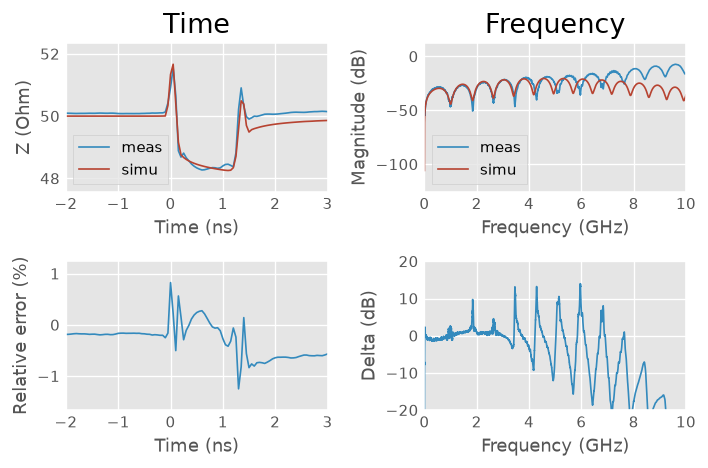 Time
Frequency
52
50
48
Z (Ohm)
meas
simu
−2 −1 0 1 2 3
Time (ns)
0
−50
−100
Magnitude (dB)
meas
simu
0 2 4 6 8 10
Frequency (GHz)
1
0
−1
Relative error (%)
−2 −1 0 1 2 3
Time (ns)
20
10
0
−10
−20
Delta (dB)
0 2 4 6 8 10
Frequency (GHz)